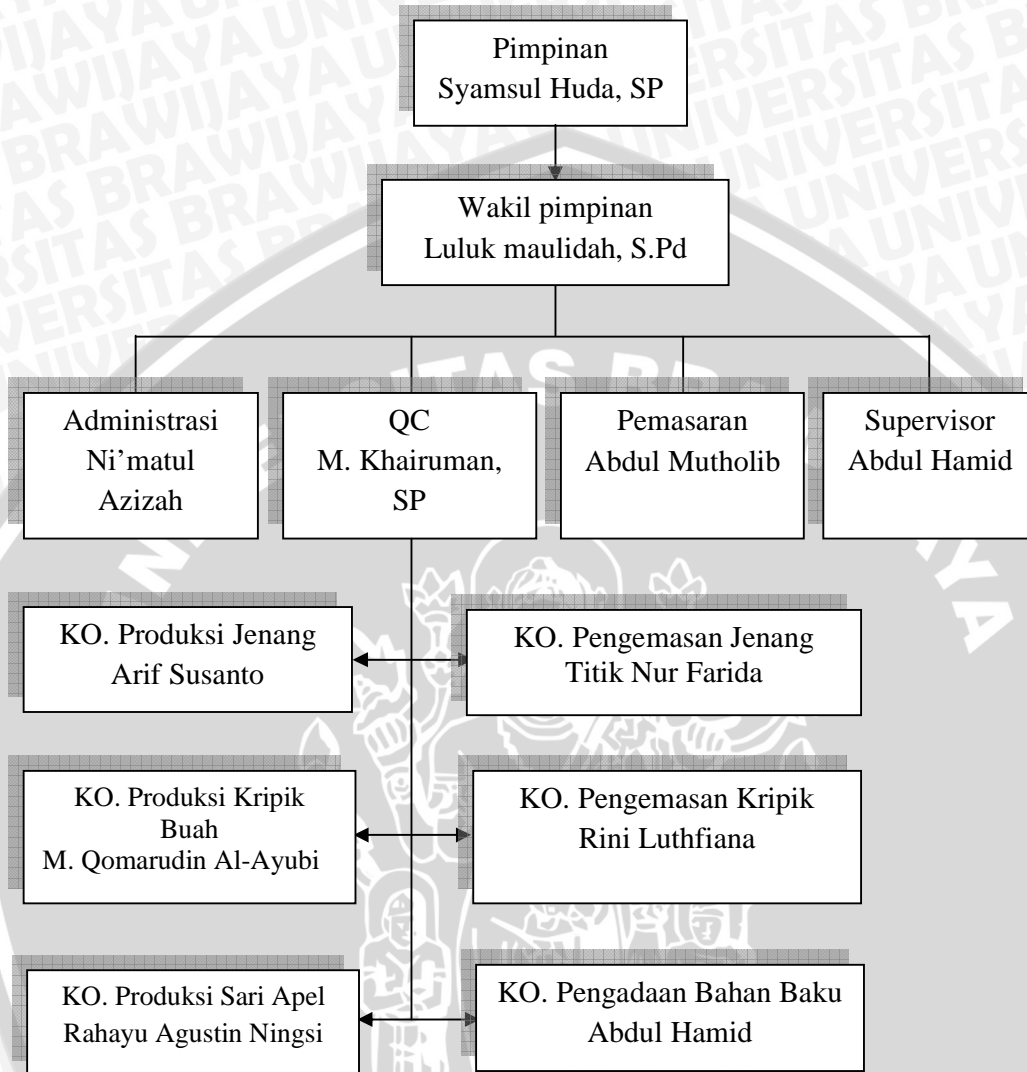 Pimpinan
Syamsul Huda, SP
Wakil pimpinan
Luluk maulidah, S.Pd
Administrasi
Ni’matul
Azizah
QC
M. Khairuman,
SP
Pemasaran
Abdul Mutholib
Supervisor
Abdul Hamid
KO. Produksi Jenang
Arif Susanto
KO. Pengemasan Jenang
Titik Nur Farida
KO. Produksi Kripik
Buah
M. Qomarudin Al-Ayubi
KO. Pengemasan Kripik
Rini Luthfiana
KO. Produksi Sari Apel
Rahayu Agustin Ningsi
KO. Pengadaan Bahan Baku
Abdul Hamid